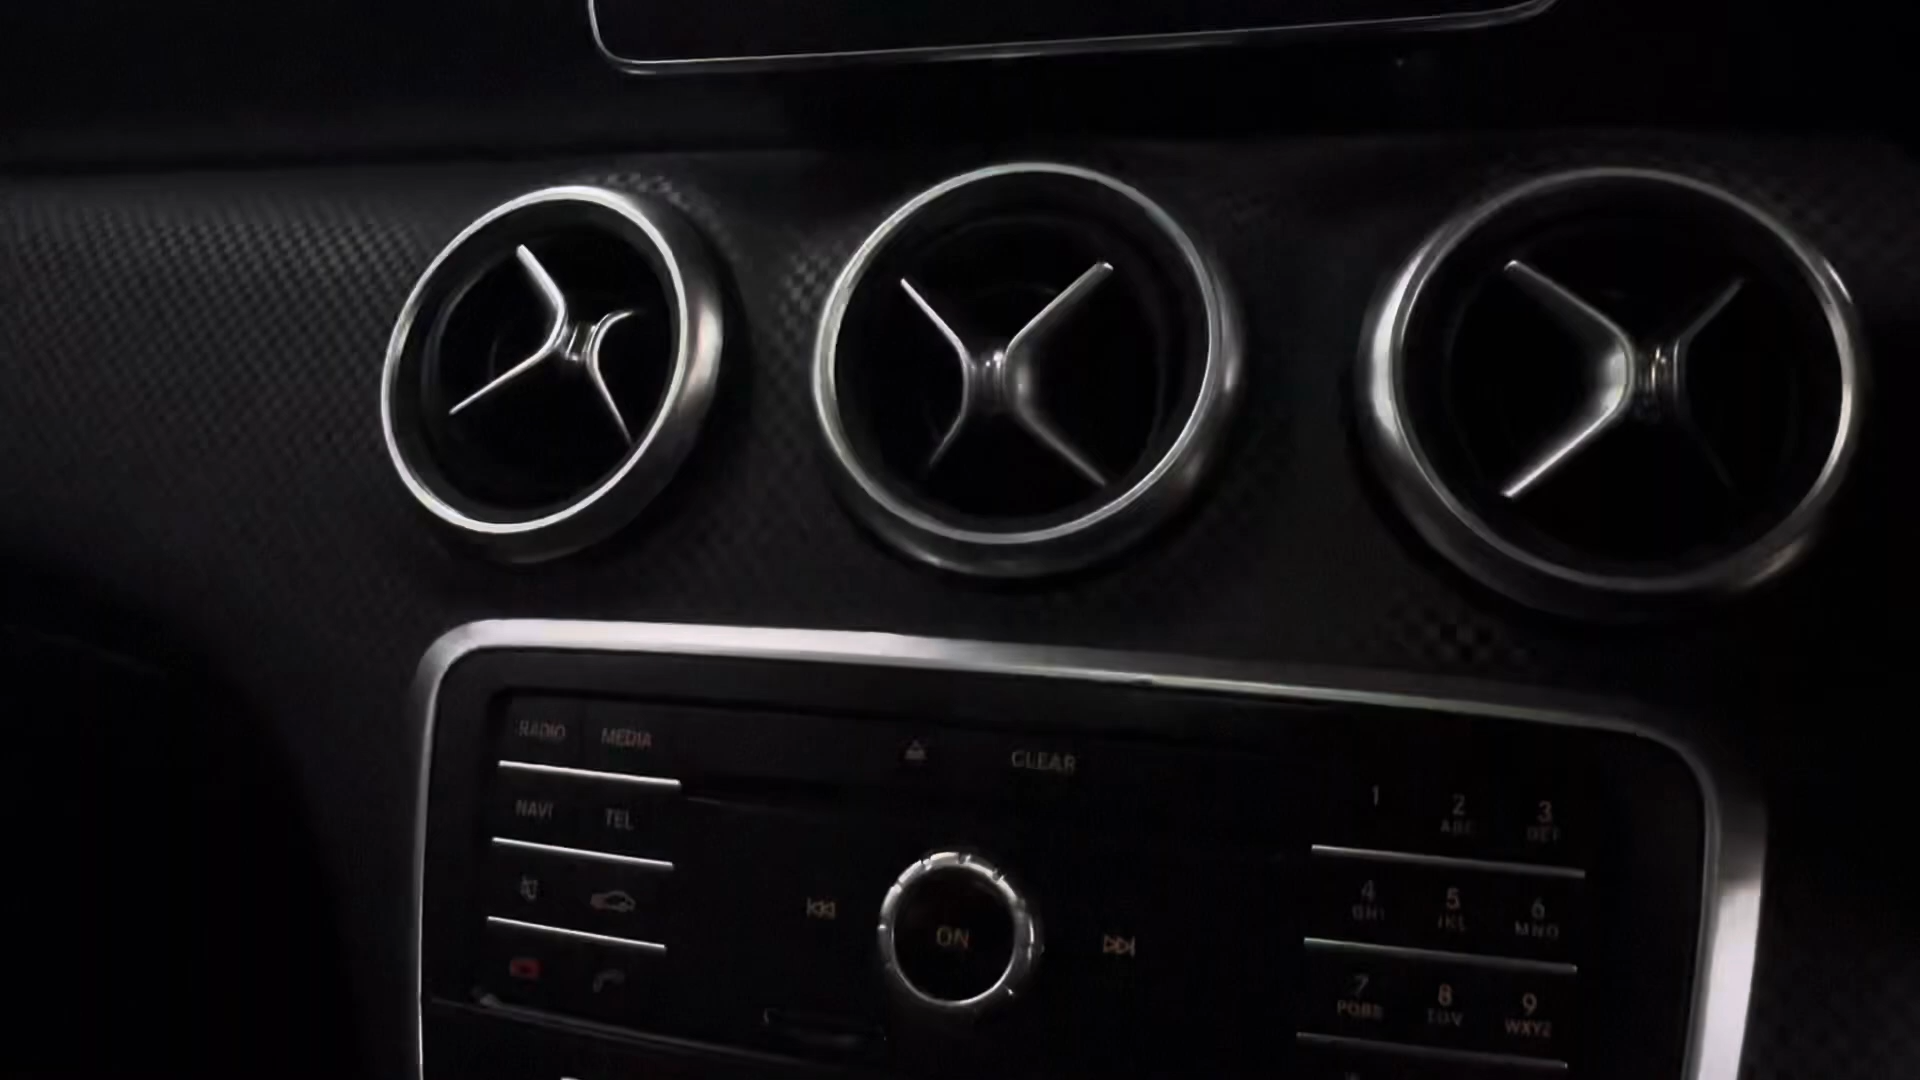 RADIO MEDIA
CLEAR
NAVI TEL
1 2 3
ABC DEF
4 5 6
GHI JKL MNO
ON
7 8 9
PQRS TUV WXYZ